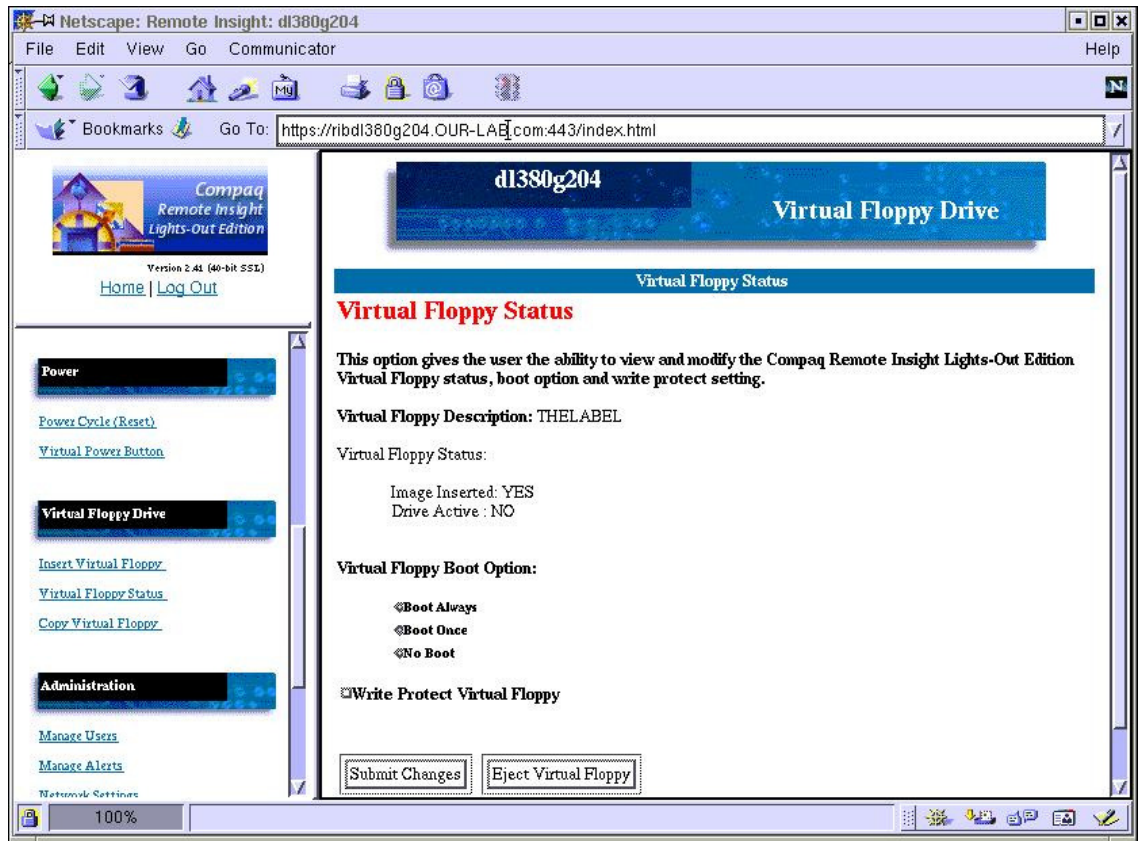 Netscape: Remote Insight: dl380g204
File Edit View Go Communicator Help
My
N
Bookmarks Go To: https://ribdl380g204.OUR-LAB.com:443/index.html
Compaq
Remote Insight
Lights-Out Edition
Version 2.41 (40-bit SSL)
Home | Log Out
Power
Power Cycle (Reset)
Virtual Power Button
Virtual Floppy Drive
Insert Virtual Floppy
Virtual Floppy Status
Copy Virtual Floppy
Administration
Manage Users
Manage Alerts
Network Settings
dl380g204
Virtual Floppy Drive
Virtual Floppy Status
Virtual Floppy Status
This option gives the user the ability to view and modify the Compaq Remote Insight Lights-Out Edition
Virtual Floppy status, boot option and write protect setting.
Virtual Floppy Description: THELABEL
Virtual Floppy Status:
Image Inserted: YES
Drive Active : NO
Virtual Floppy Boot Option:
Boot Always
Boot Once
No Boot
Write Protect Virtual Floppy
Submit Changes Eject Virtual Floppy
100%